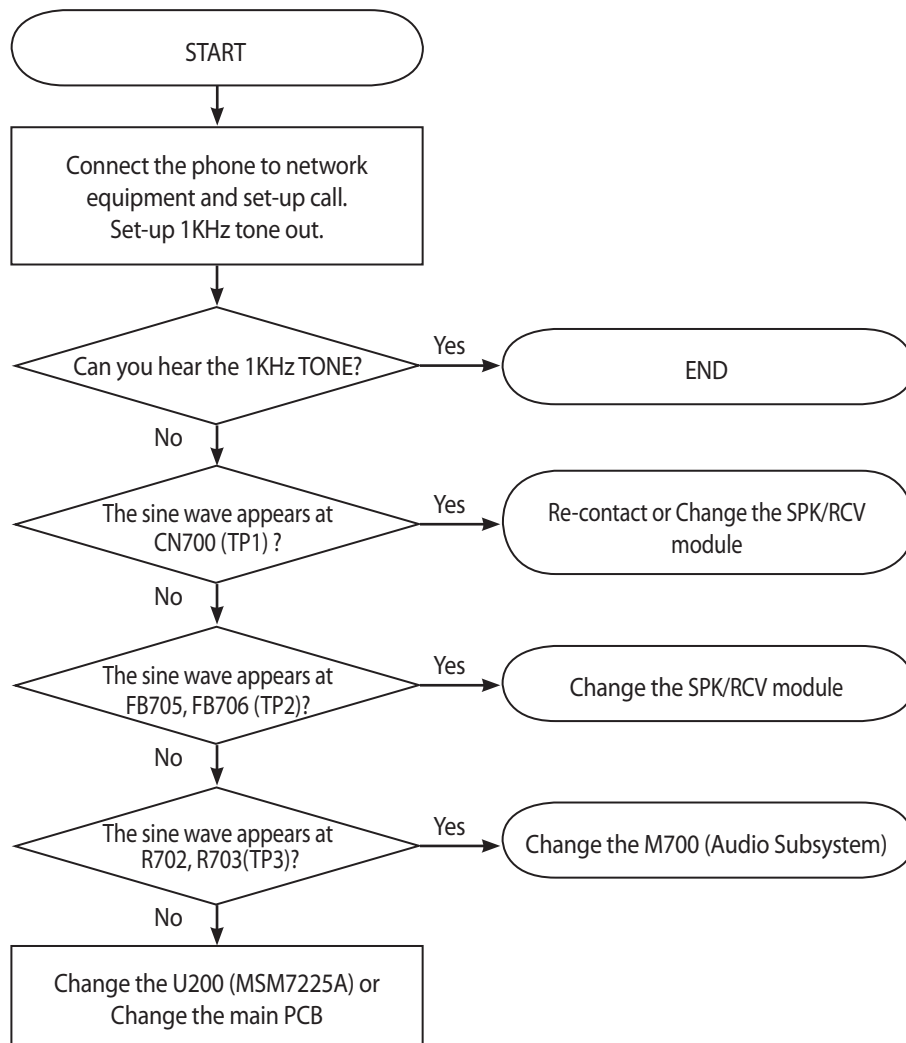 START
Connect the phone to network
equipment and set-up call.
Set-up 1KHz tone out.
Can you hear the 1KHz TONE?
Yes
END
No
The sine wave appears at
CN700 (TP1) ?
Yes
Re-contact or Change the SPK/RCV
module
No
The sine wave appears at
FB705, FB706 (TP2)?
Yes
Change the SPK/RCV module
No
The sine wave appears at
R702, R703(TP3)?
Yes
Change the M700 (Audio Subsystem)
No
Change the U200 (MSM7225A) or
Change the main PCB